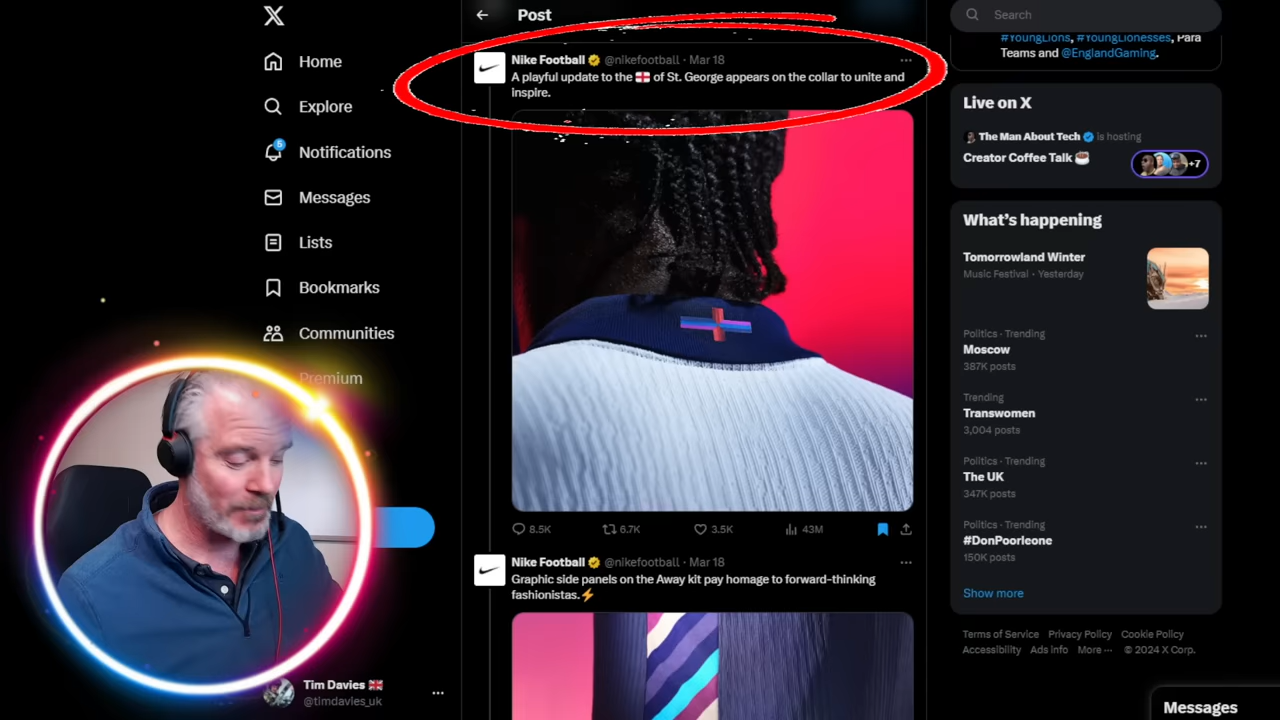 Home
Explore
5
Notifications
Messages
Lists
Bookmarks
Communities
Premium
Tim Davies 🇬🇧
@timdavies_uk
Post
Nike Football @nikefootball · Mar 18
A playful update to the 🏴󠁧󠁢󠁥󠁮󠁧󠁿 of St. George appears on the collar to unite and
inspire.
8.5K 6.7K 3.5K 43M
Nike Football @nikefootball · Mar 18
Graphic side panels on the Away kit pay homage to forward-thinking
fashionistas.⚡
Search
#YoungLions, #YoungLionesses, Para
Teams and @EnglandGaming.
Live on X
The Man About Tech is hosting
Creator Coffee Talk ☕
+7
What's happening
Tomorrowland Winter
Music Festival · Yesterday
Politics · Trending
Moscow
387K posts
Trending
Transwomen
3,004 posts
Politics · Trending
The UK
347K posts
Politics · Trending
#DonPoorleone
150K posts
Show more
Terms of Service Privacy Policy Cookie Policy
Accessibility Ads info More ··· © 2024 X Corp.
Messages